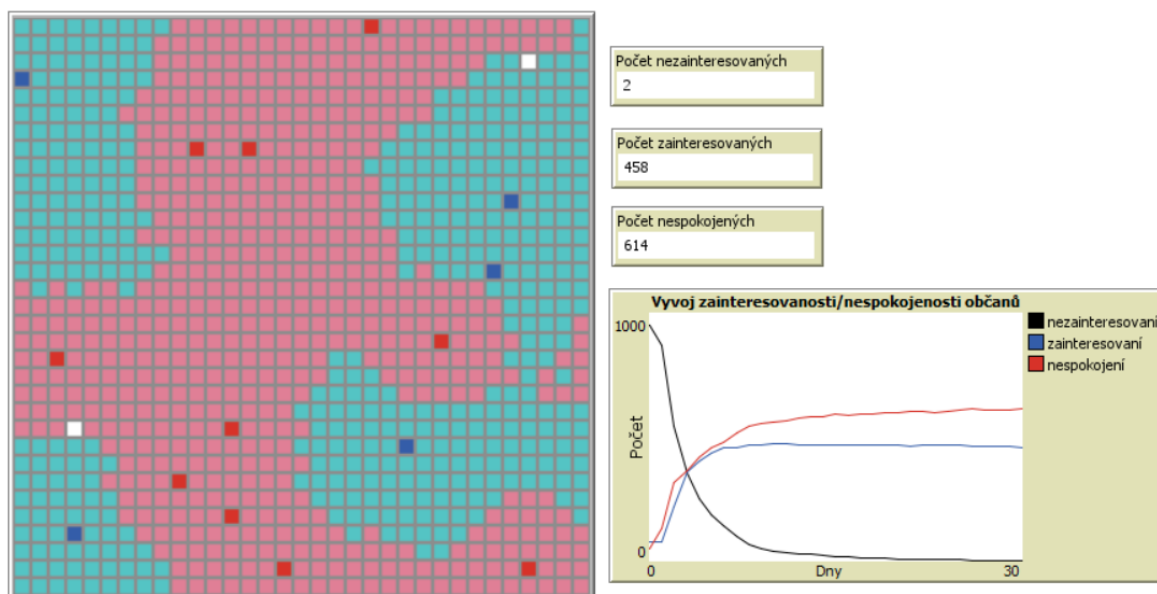 Počet nezainteresovaných
2
Počet zainteresovaných
458
Počet nespokojených
614
Vyvoj zainteresovanosti/nespokojenosti občanů
1000
Počet
0
0
Dny
30
nezainteresovaní
zainteresovaní
nespokojení